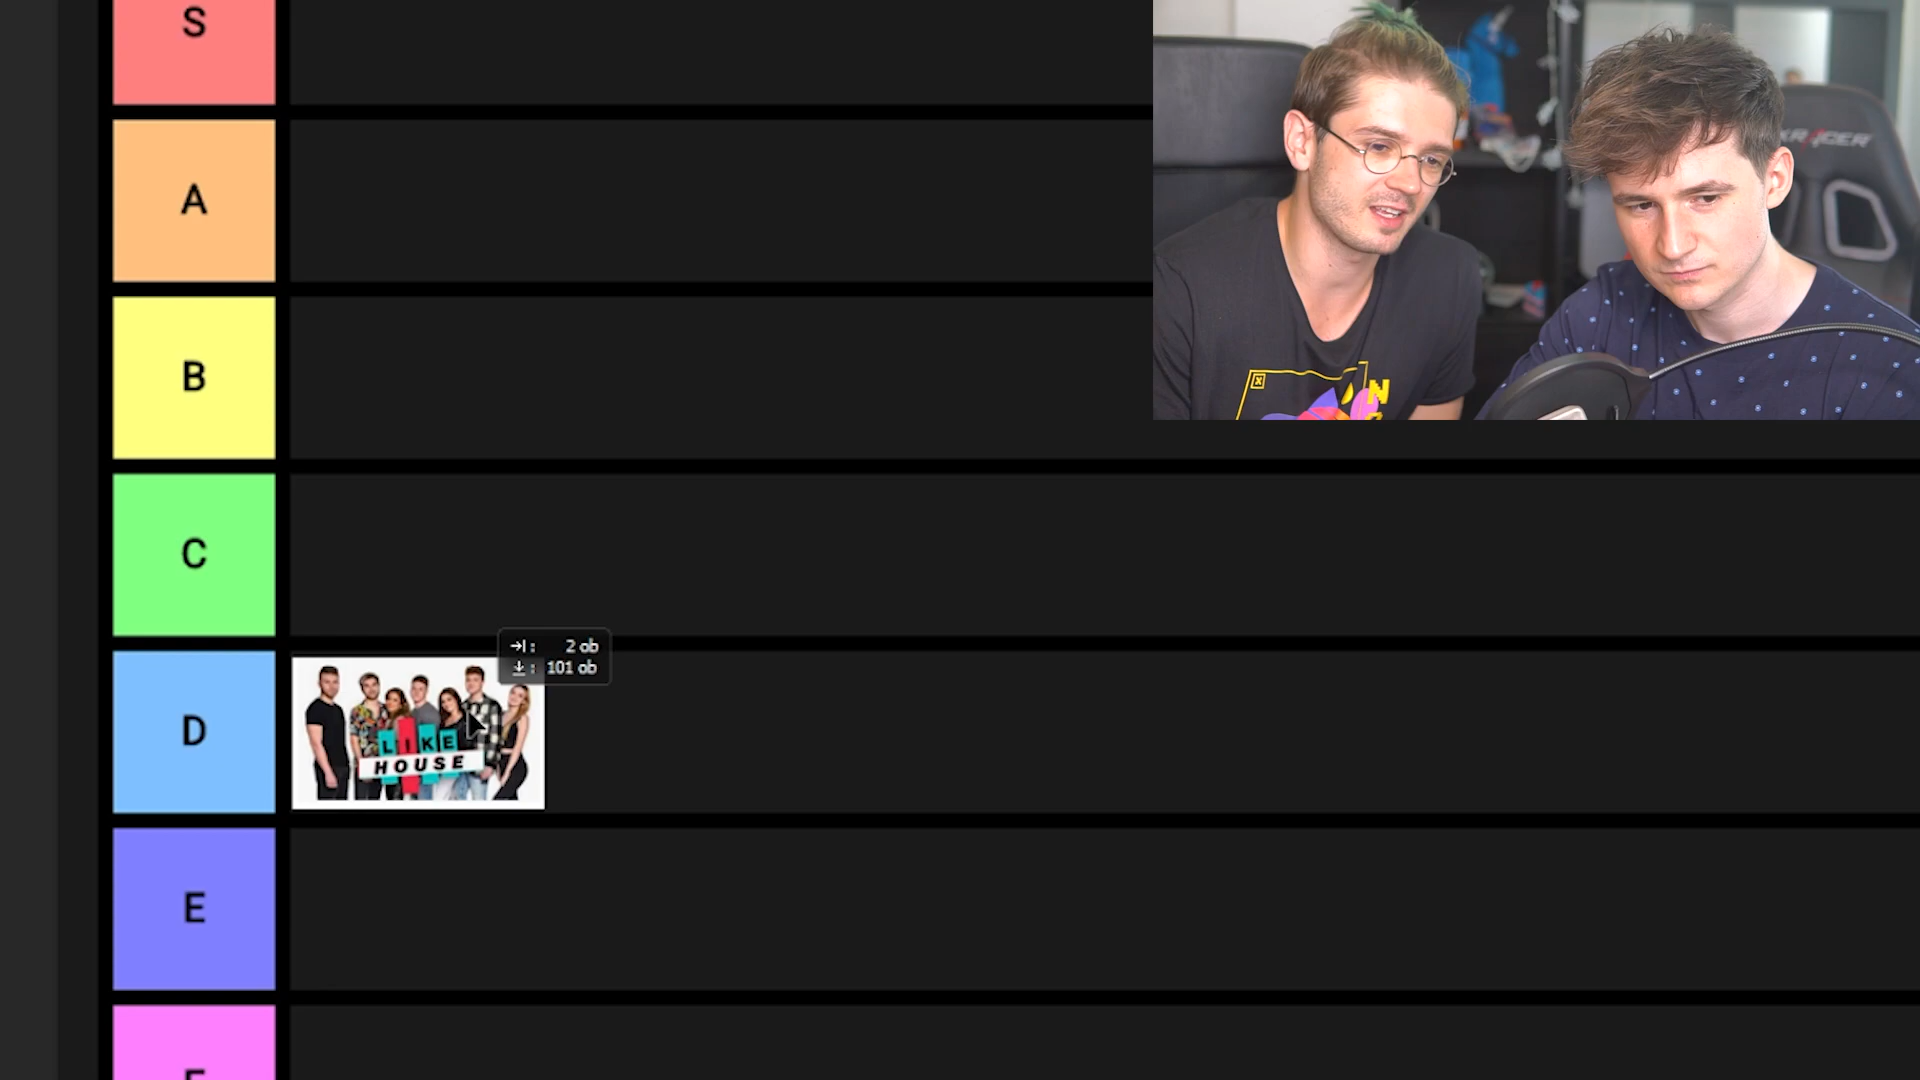 S
A
B
C
→ : 2 ob
↓ : 101 ob
D
LIKE
HOUSE
E
N